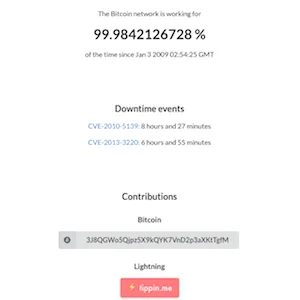 The Bitcoin network is working for
99.9842126728 %
of the time since Jan 3 2009 02:54:25 GMT
Downtime events
CVE-2010-5139: 8 hours and 27 minutes
CVE-2013-3220: 6 hours and 55 minutes
Contributions
Bitcoin
3J8QGWo5QjpzSX9kQYK7VnD2p3aXKtTgfM
Lightning
⚡ tippin.me